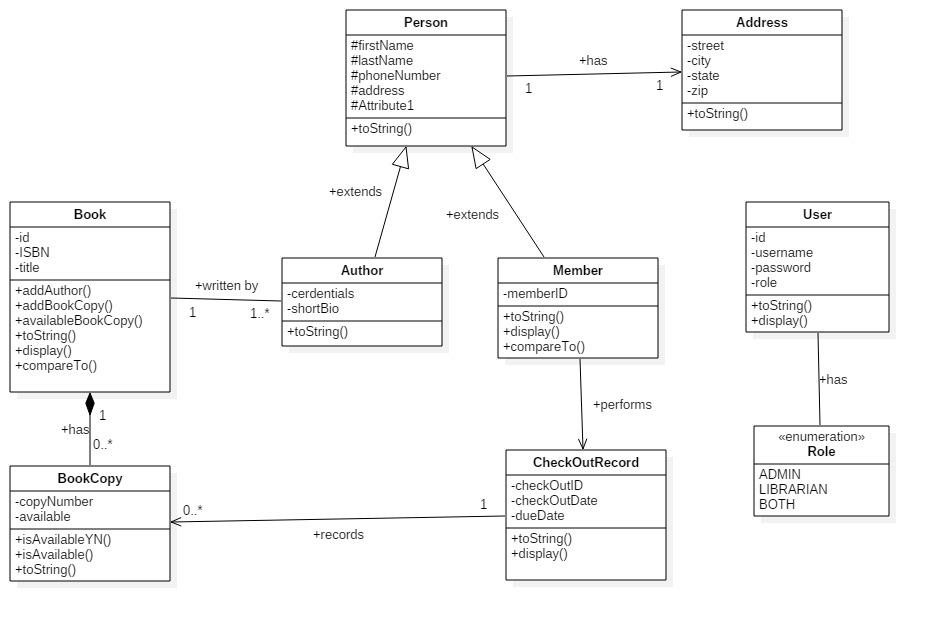 Person
#firstName
#lastName
#phoneNumber
#address
#Attribute1
+toString()
+has
1
1
Address
-street
-city
-state
-zip
+toString()
+extends
+extends
Book
-id
-ISBN
-title
+addAuthor()
+addBookCopy()
+availableBookCopy()
+toString()
+display()
+compareTo()
+written by
1
1..*
Author
-cerdentials
-shortBio
+toString()
Member
-memberID
+toString()
+display()
+compareTo()
User
-id
-username
-password
-role
+toString()
+display()
+has
+performs
1
+has
0..*
«enumeration»
Role
ADMIN
LIBRARIAN
BOTH
BookCopy
-copyNumber
-available
+isAvailableYN()
+isAvailable()
+toString()
0..*
1
+records
CheckOutRecord
-checkOutID
-checkOutDate
-dueDate
+toString()
+display()